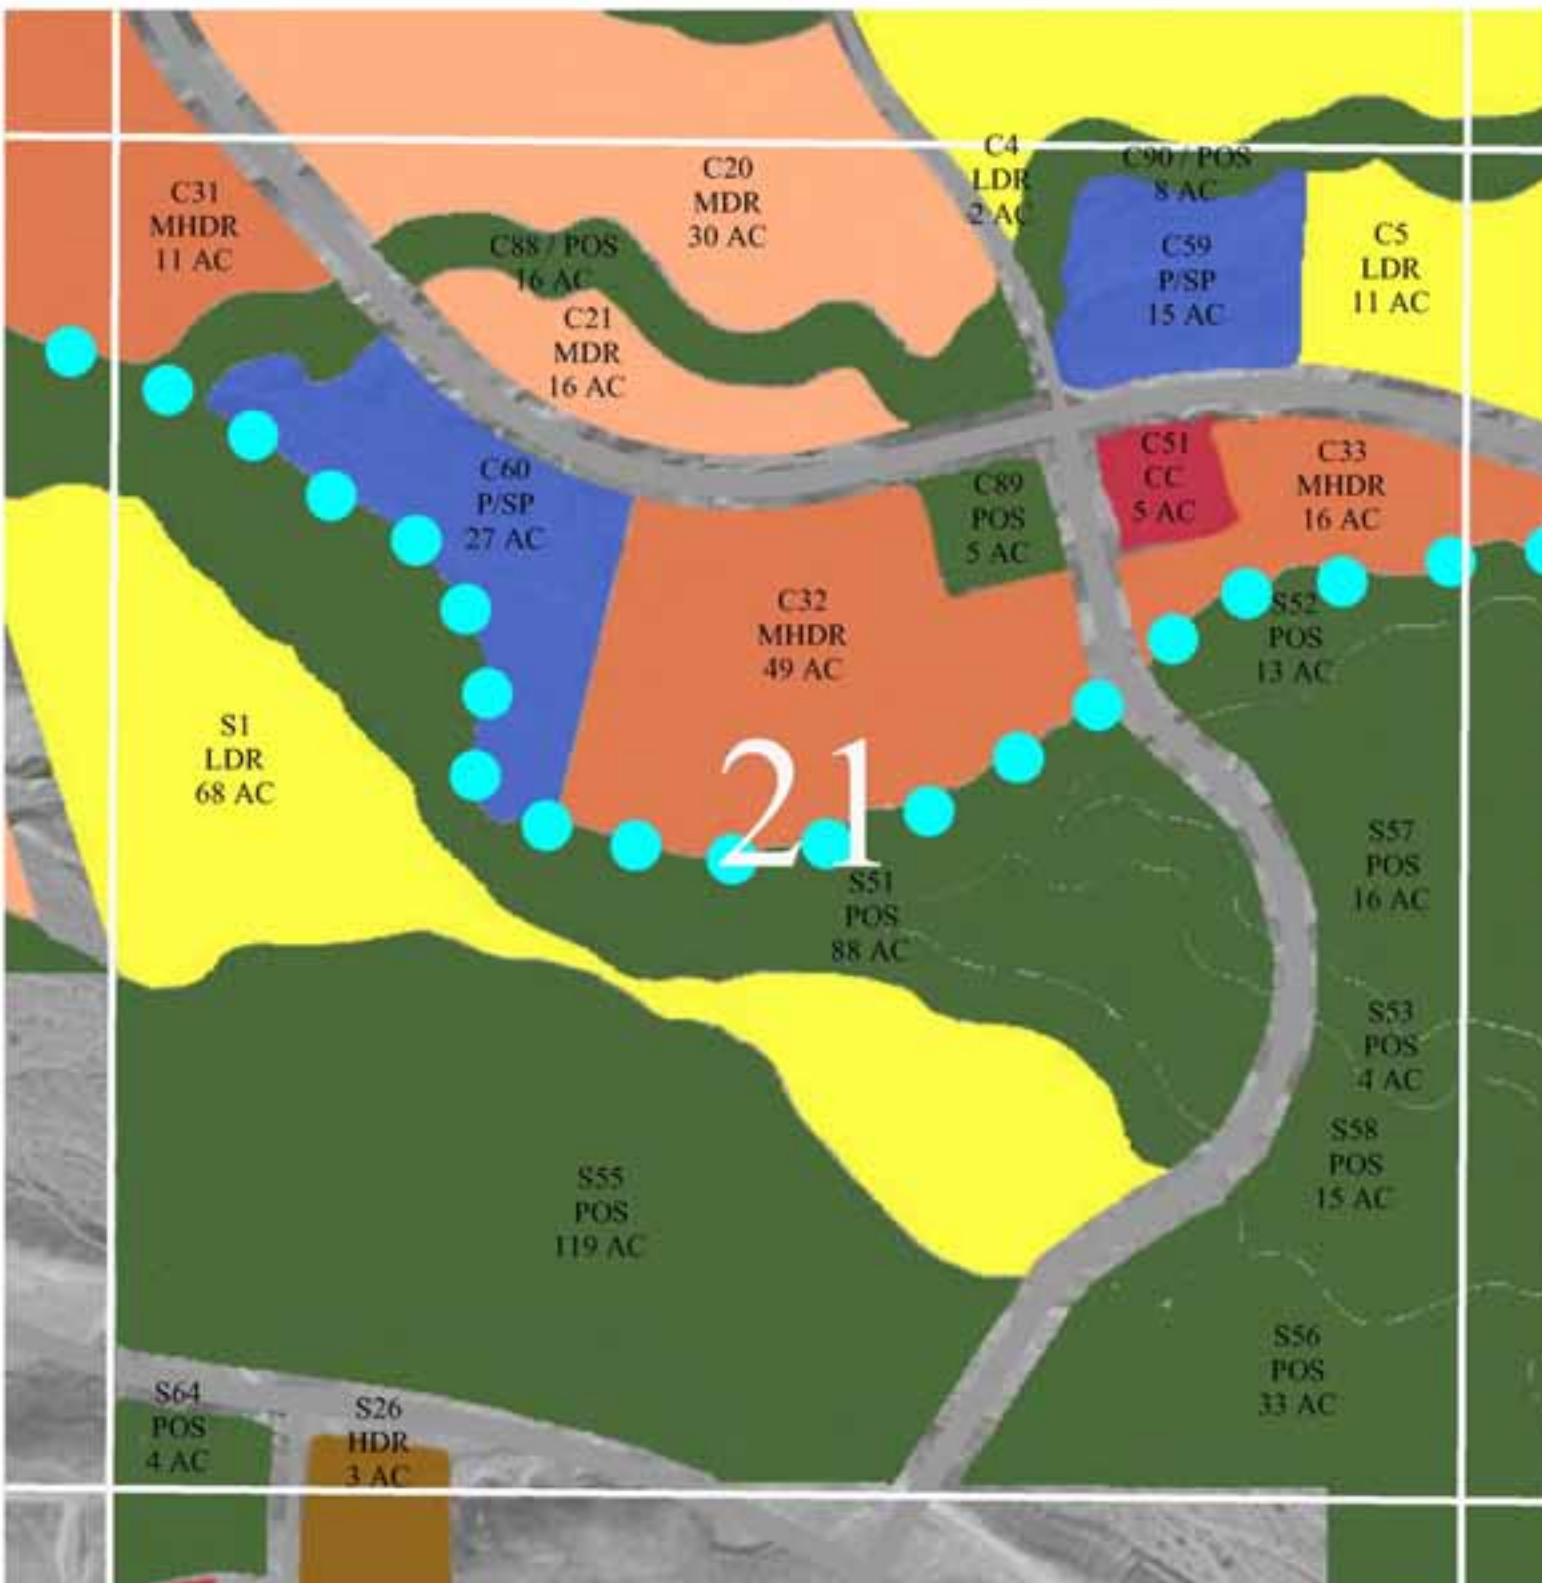 C4
LDR
2 AC
C90 / POS
8 AC
C20
MDR
30 AC
C31
MHDR
11 AC
C88 / POS
16 AC
C59
P/SP
15 AC
C5
LDR
11 AC
C21
MDR
16 AC
C60
P/SP
27 AC
C89
POS
5 AC
C51
CC
5 AC
C33
MHDR
16 AC
C32
MHDR
49 AC
S52
POS
13 AC
S1
LDR
68 AC
21
S51
POS
88 AC
S57
POS
16 AC
S53
POS
4 AC
S58
POS
15 AC
S55
POS
119 AC
S56
POS
33 AC
S64
POS
4 AC
S26
HDR
3 AC